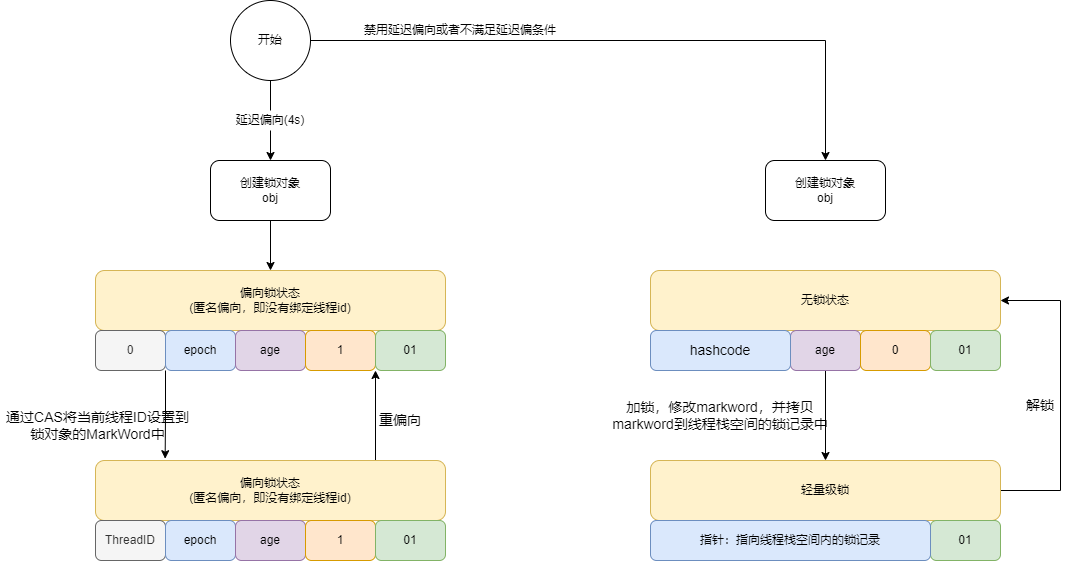 开始
禁用延迟偏向或者不满足延迟偏条件
延迟偏向(4s)
创建锁对象
obj
创建锁对象
obj
偏向锁状态
(匿名偏向，即没有绑定线程id)
0
epoch
age
1
01
无锁状态
hashcode
age
0
01
通过CAS将当前线程ID设置到
锁对象的MarkWord中
重偏向
加锁，修改markword，并拷贝
markword到线程栈空间的锁记录中
解锁
偏向锁状态
(匿名偏向，即没有绑定线程id)
ThreadID
epoch
age
1
01
轻量级锁
指针：指向线程栈空间内的锁记录
01